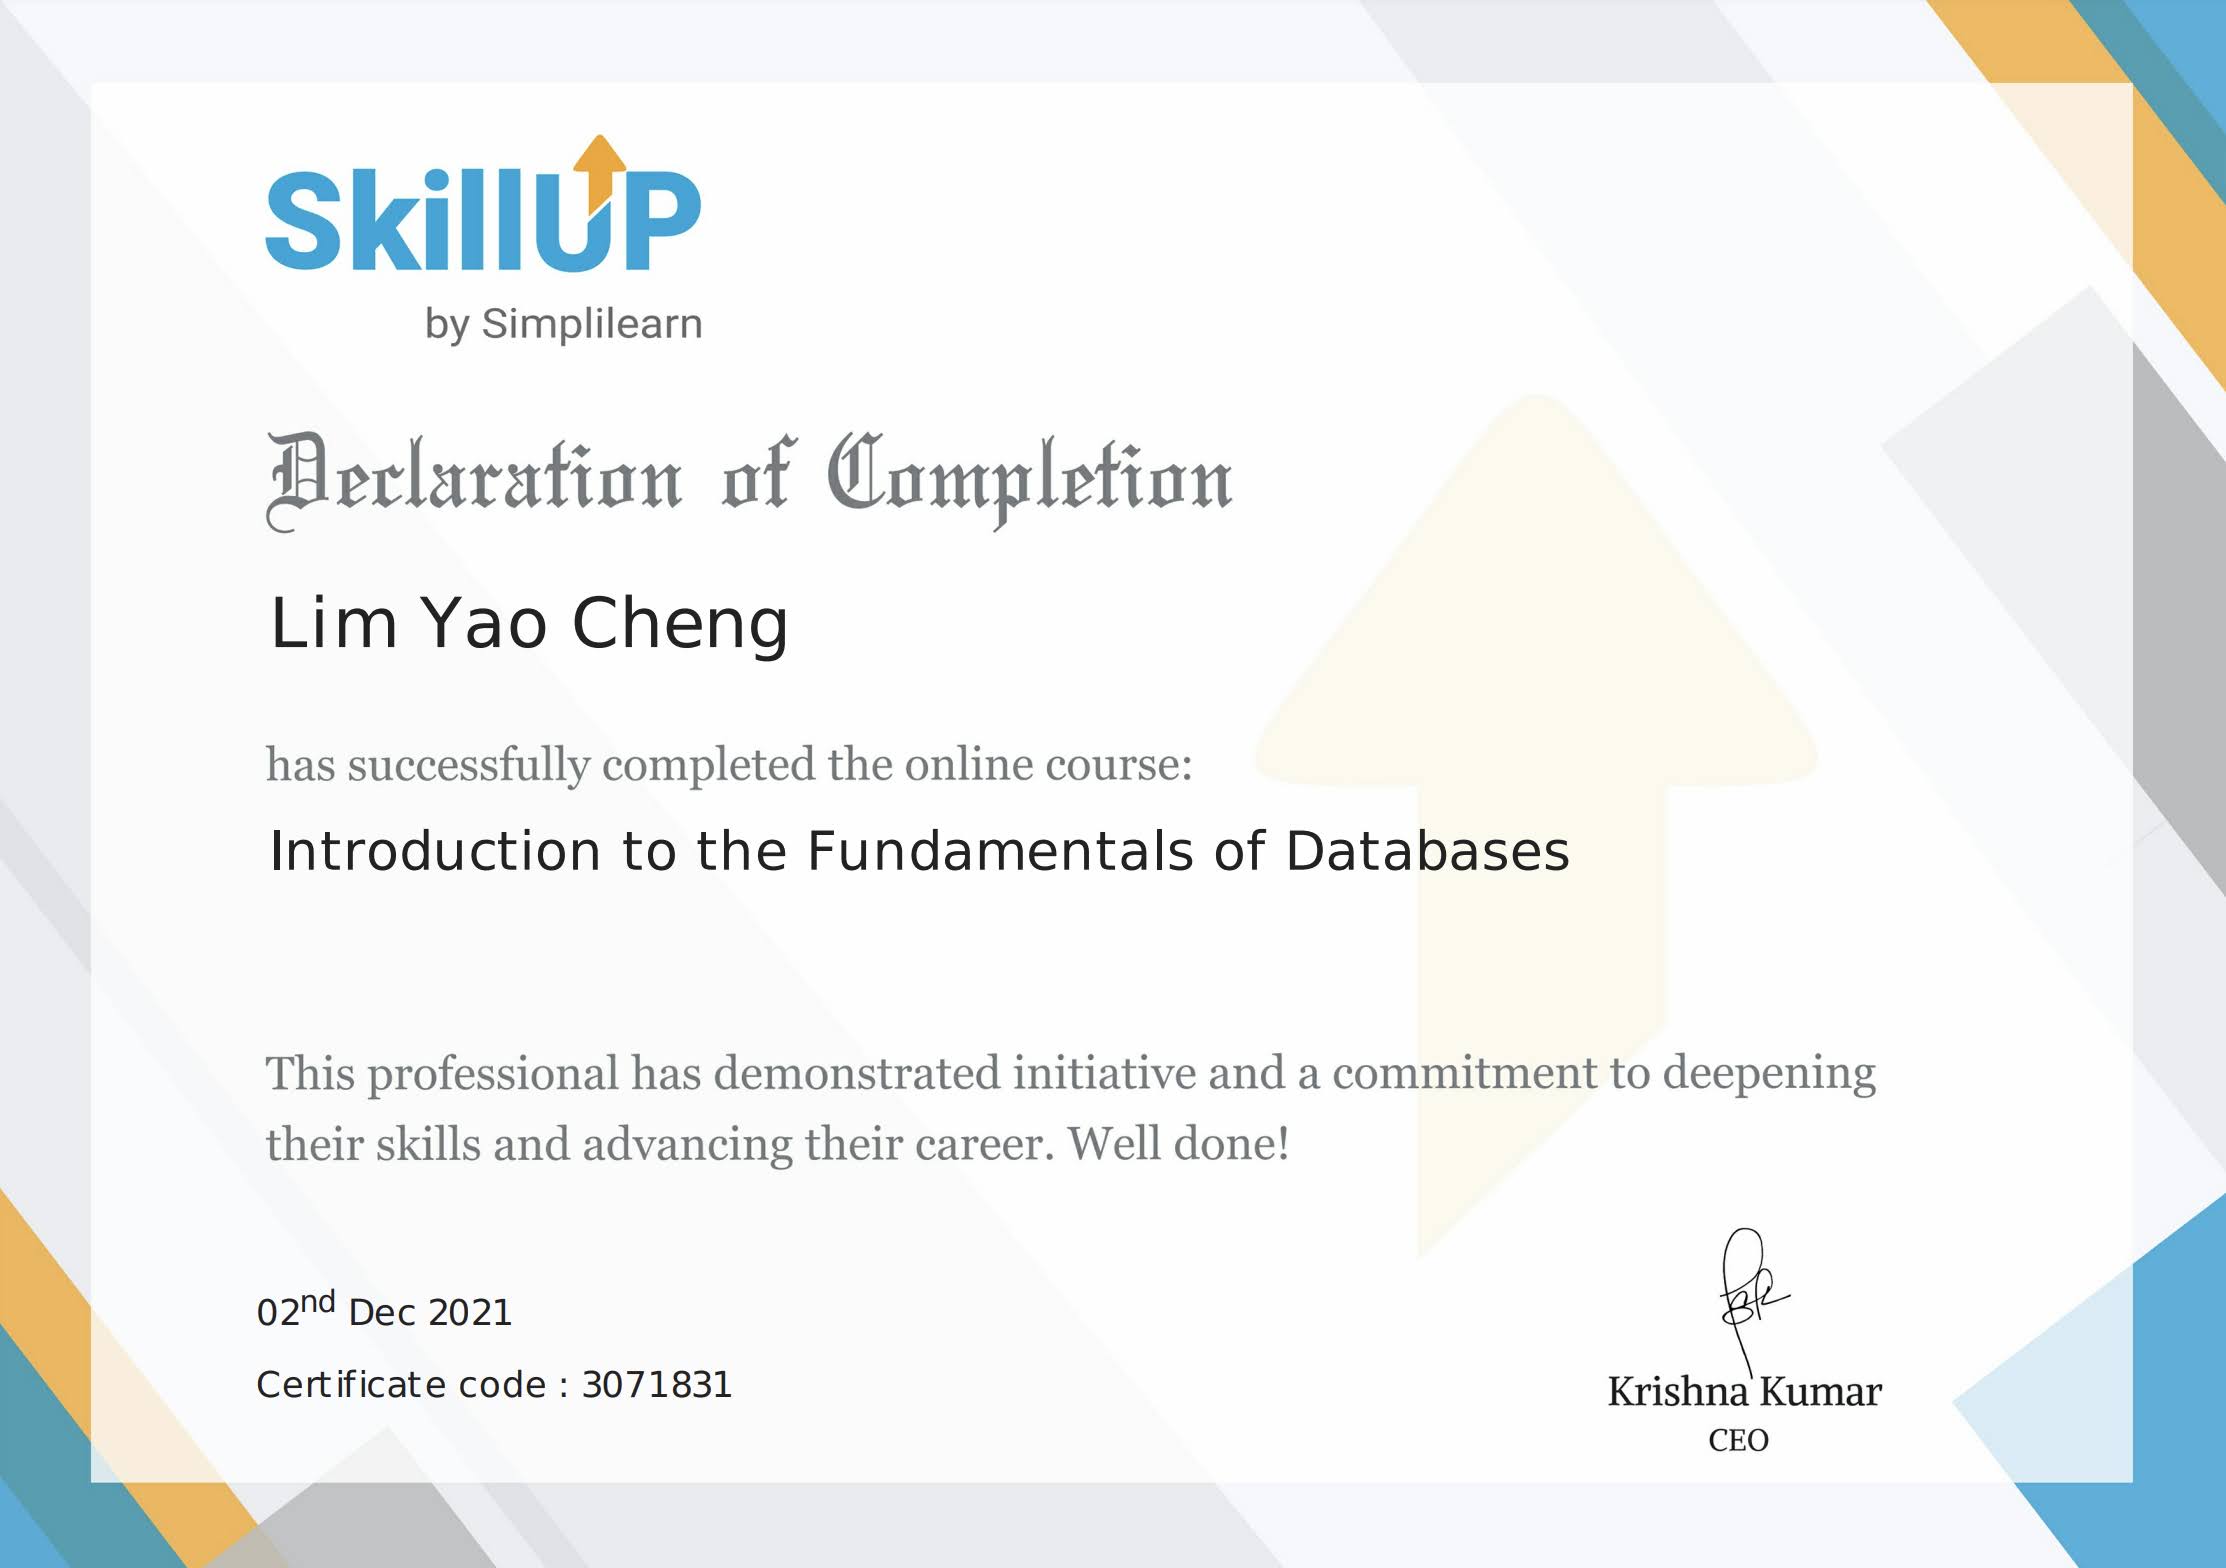 SkillUP
by Simplilearn
Declaration of Completion
Lim Yao Cheng
has successfully completed the online course:
Introduction to the Fundamentals of Databases
This professional has demonstrated initiative and a commitment to deepening
their skills and advancing their career. Well done!
02nd Dec 2021
Certificate code : 3071831
Krishna Kumar
CEO